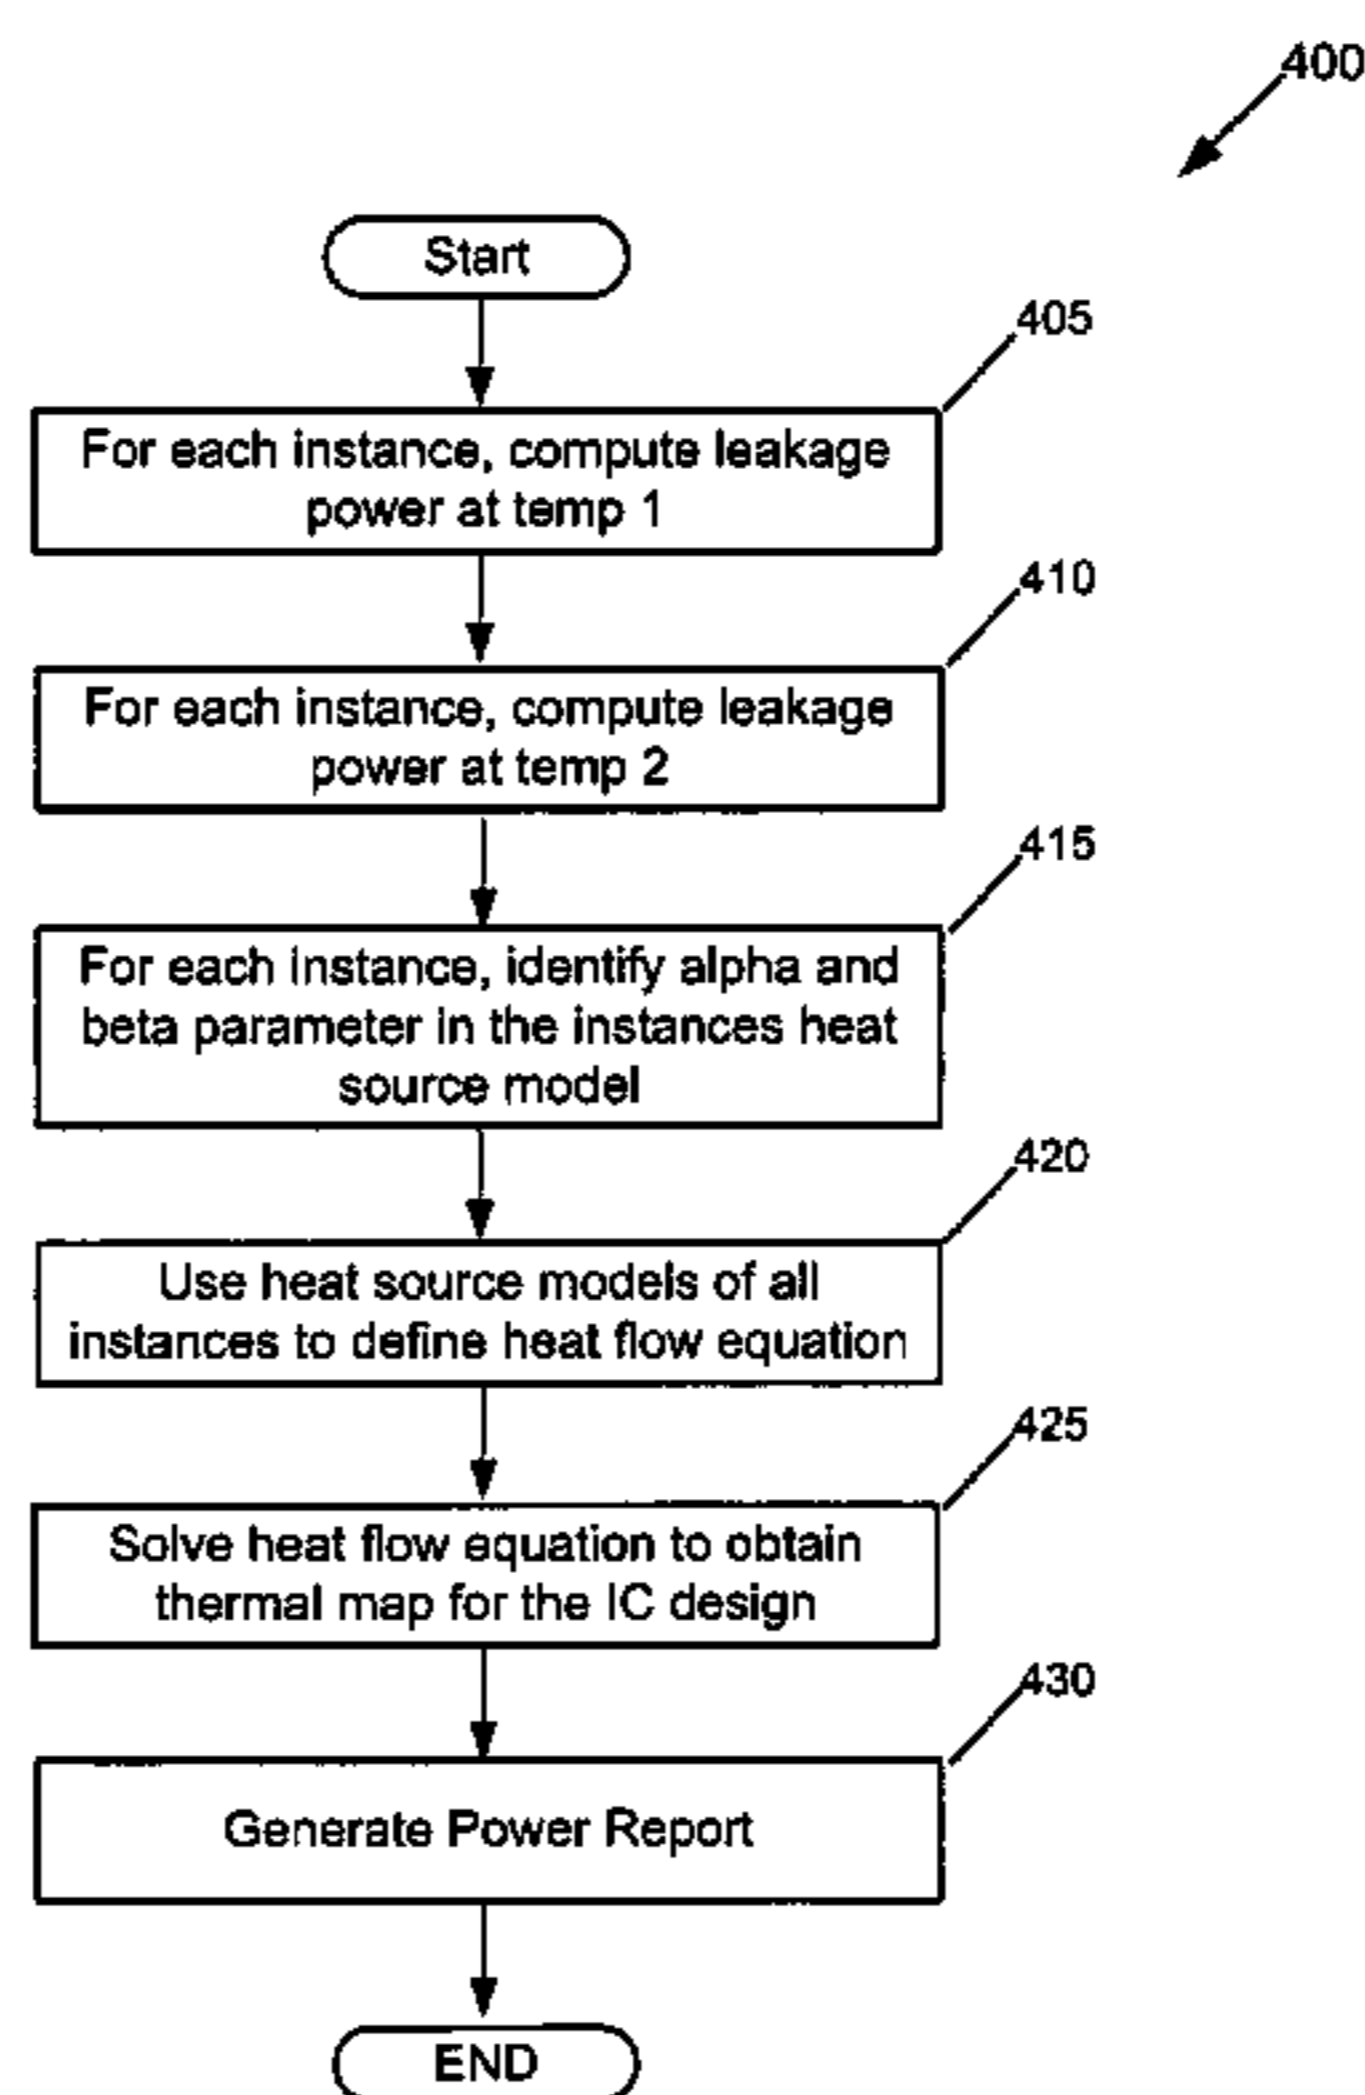 400
Start
405
For each instance, compute leakage
power at temp 1
410
For each instance, compute leakage
power at temp 2
415
For each instance, identify alpha and
beta parameter in the instances heat
source model
420
Use heat source models of all
instances to define heat flow equation
425
Solve heat flow equation to obtain
thermal map for the IC design
430
Generate Power Report
END